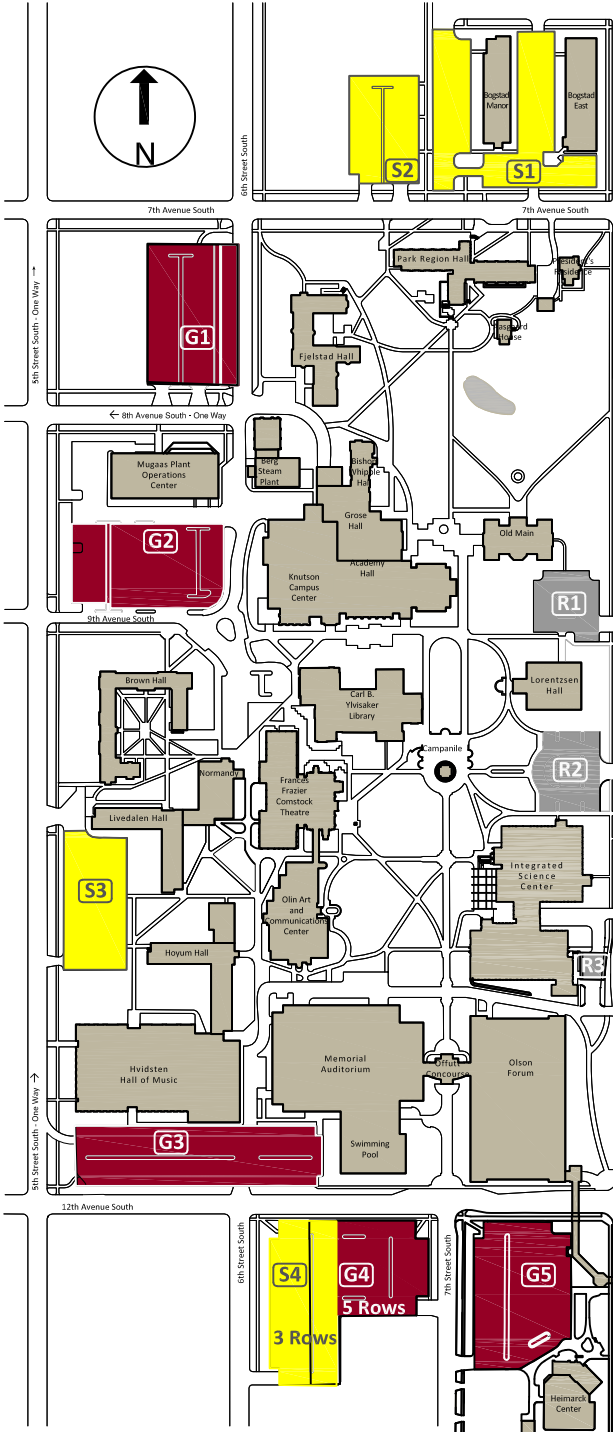 Bogstad
Manor
Bogstad
East
N
S2
S1
6th Street South
7th Avenue South
7th Avenue South
Park Region Hall
President's
Residence
5th Street South - One Way →
G1
Aasgaard
House
Fjelstad Hall
← 8th Avenue South - One Way
Mugaas Plant
Operations
Center
Berg
Steam
Plant
Bishop
Whipple
Hall
Grose
Hall
Old Main
G2
Academy
Hall
Knutson
Campus
Center
R1
9th Avenue South
Brown Hall
Lorentzsen
Hall
Carl B.
Ylvisaker
Library
Campanile
Normandy
Frances
Frazier
Comstock
Theatre
R2
Livedalen Hall
Integrated
Science
Center
S3
Olin Art
and
Communications
Center
Hoyum Hall
R3
Hvidsten
Hall of Music
Memorial
Auditorium
Offutt
Concourse
Olson
Forum
5th Street South - One Way →
G3
Swimming
Pool
12th Avenue South
6th Street South
7th Street South
S4
G4
G5
5 Rows
3 Rows
Heimarck
Center